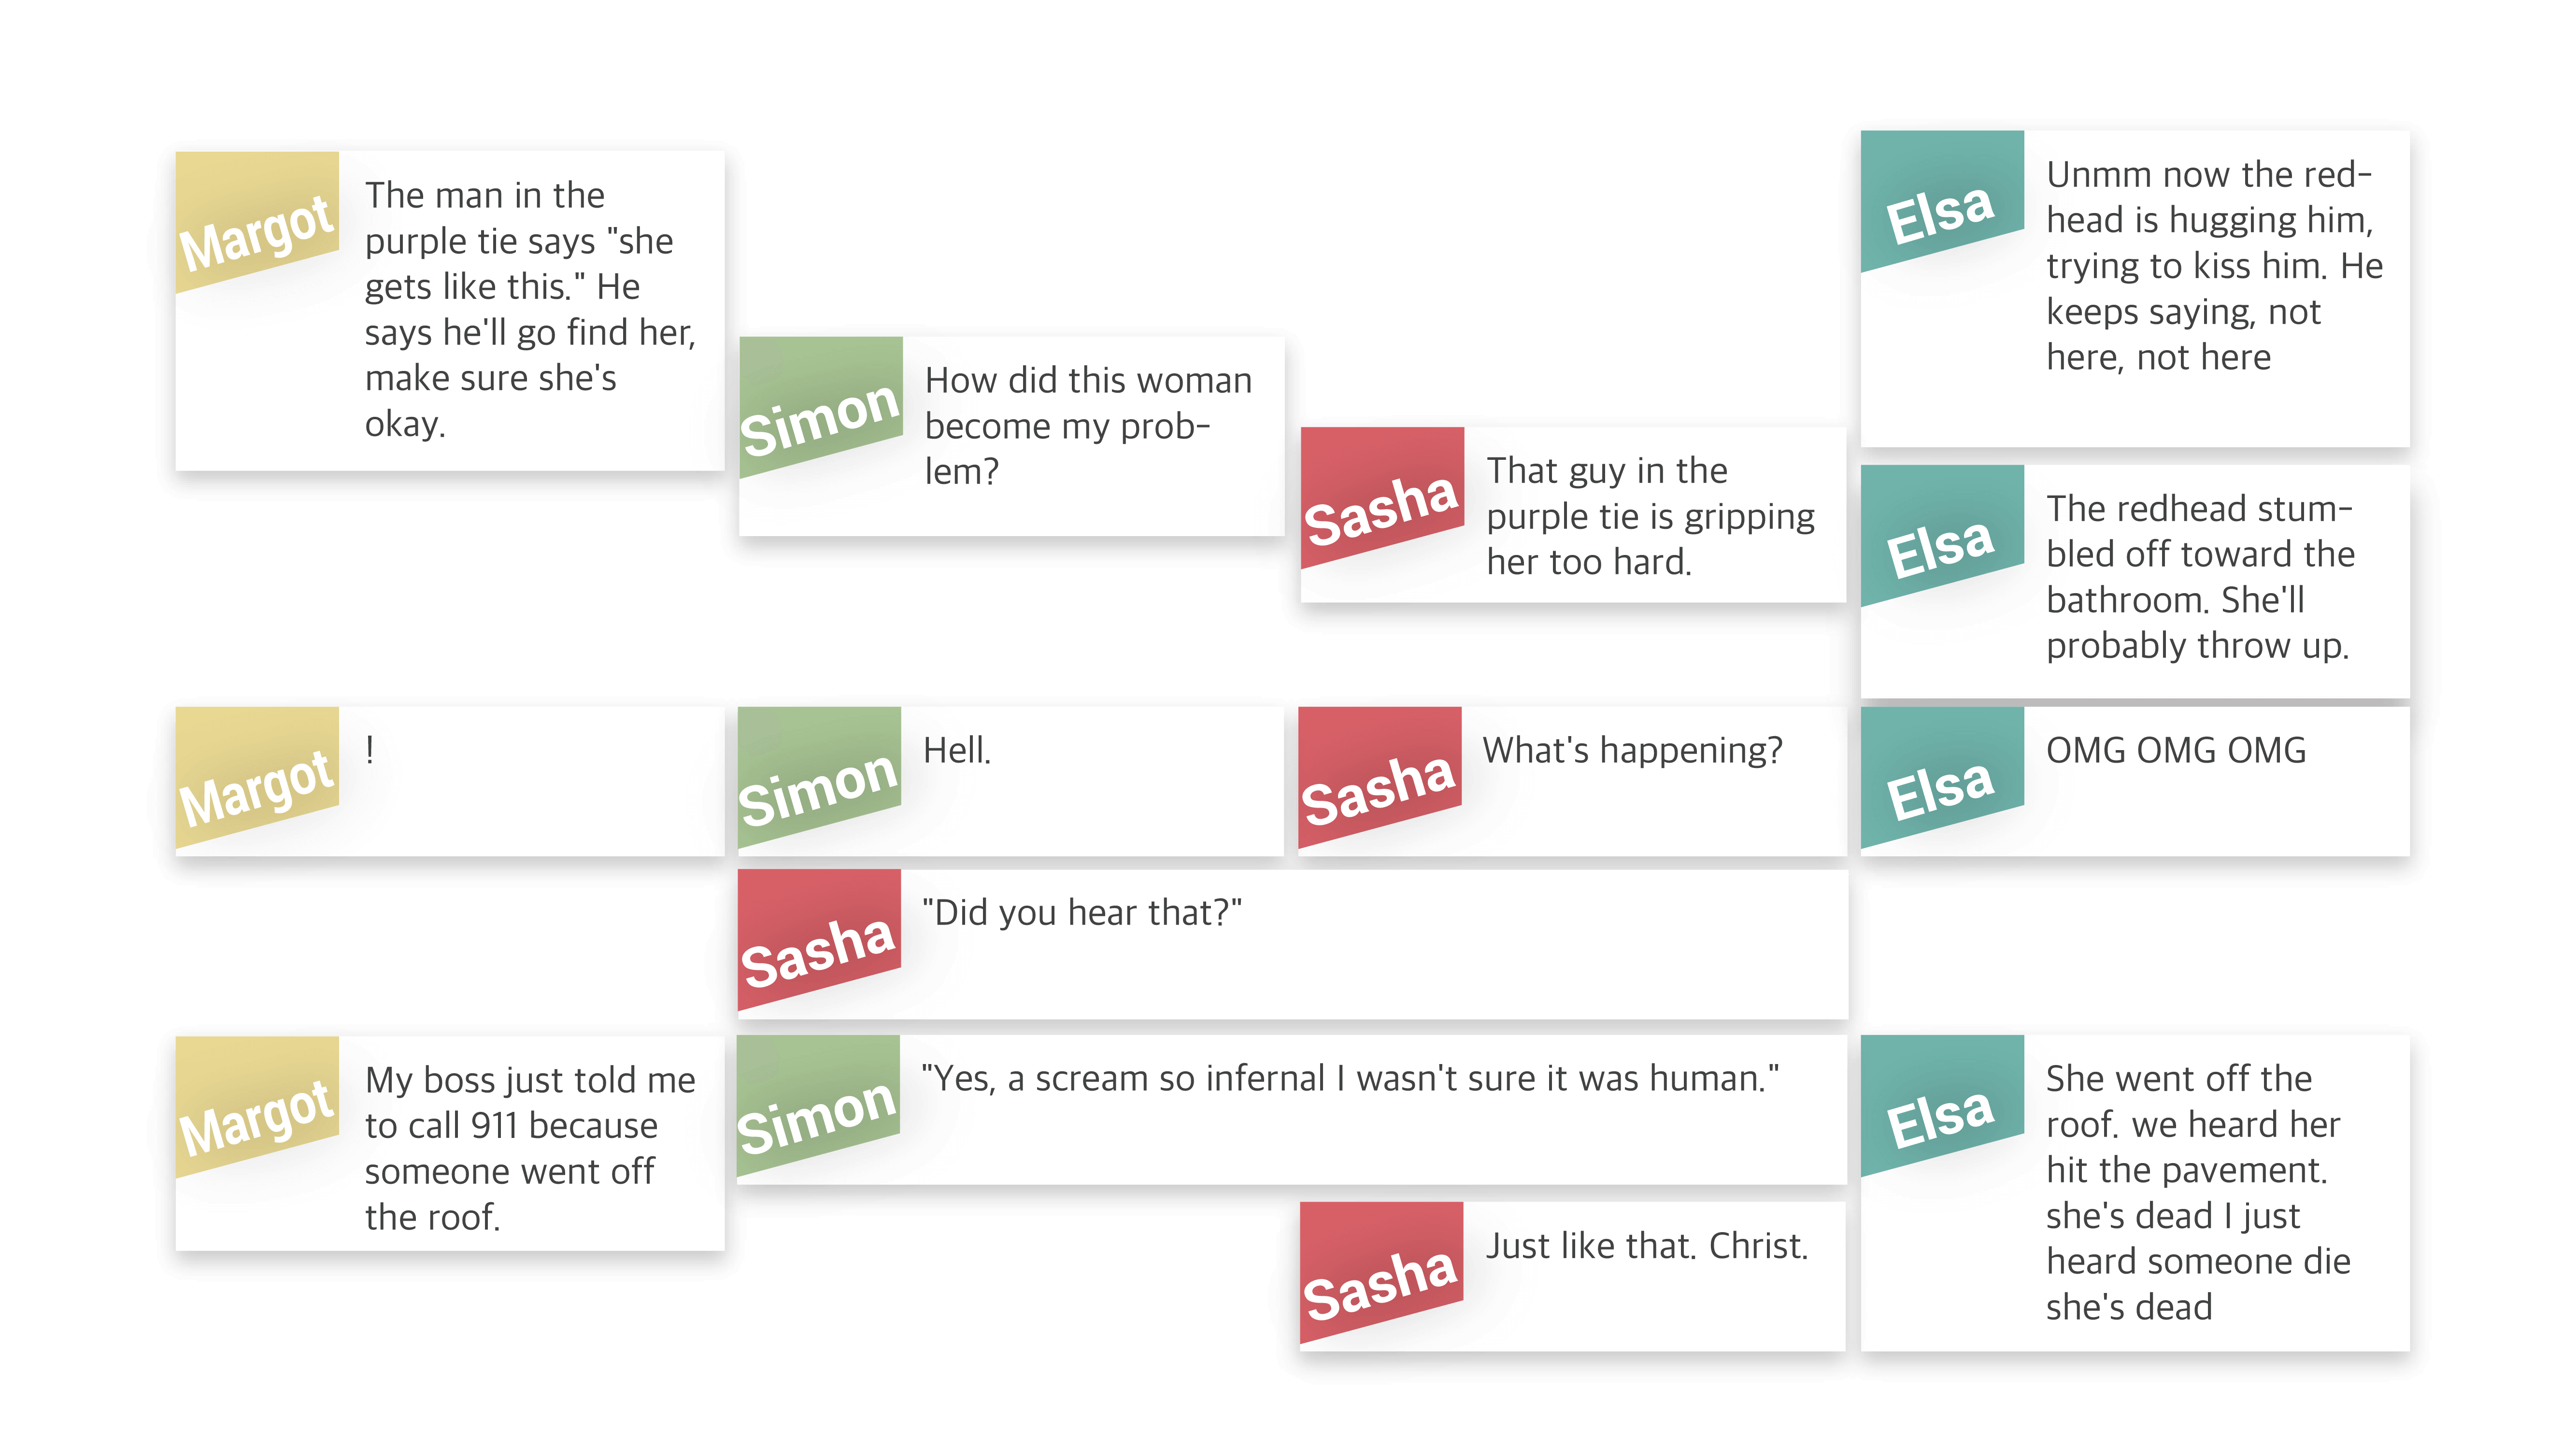 Margot
The man in the
purple tie says "she
gets like this." He
says he'll go find her,
make sure she's
okay.
Simon
How did this woman
become my prob-
lem?
Sasha
That guy in the
purple tie is gripping
her too hard.
Elsa
Unmm now the red-
head is hugging him,
trying to kiss him. He
keeps saying, not
here, not here
Elsa
The redhead stum-
bled off toward the
bathroom. She'll
probably throw up.
Margot
!
Simon
Hell.
Sasha
What's happening?
Elsa
OMG OMG OMG
Sasha
"Did you hear that?"
Margot
My boss just told me
to call 911 because
someone went off
the roof.
Simon
"Yes, a scream so infernal I wasn't sure it was human."
Elsa
She went off the
roof. we heard her
hit the pavement.
she's dead I just
heard someone die
she's dead
Sasha
Just like that. Christ.